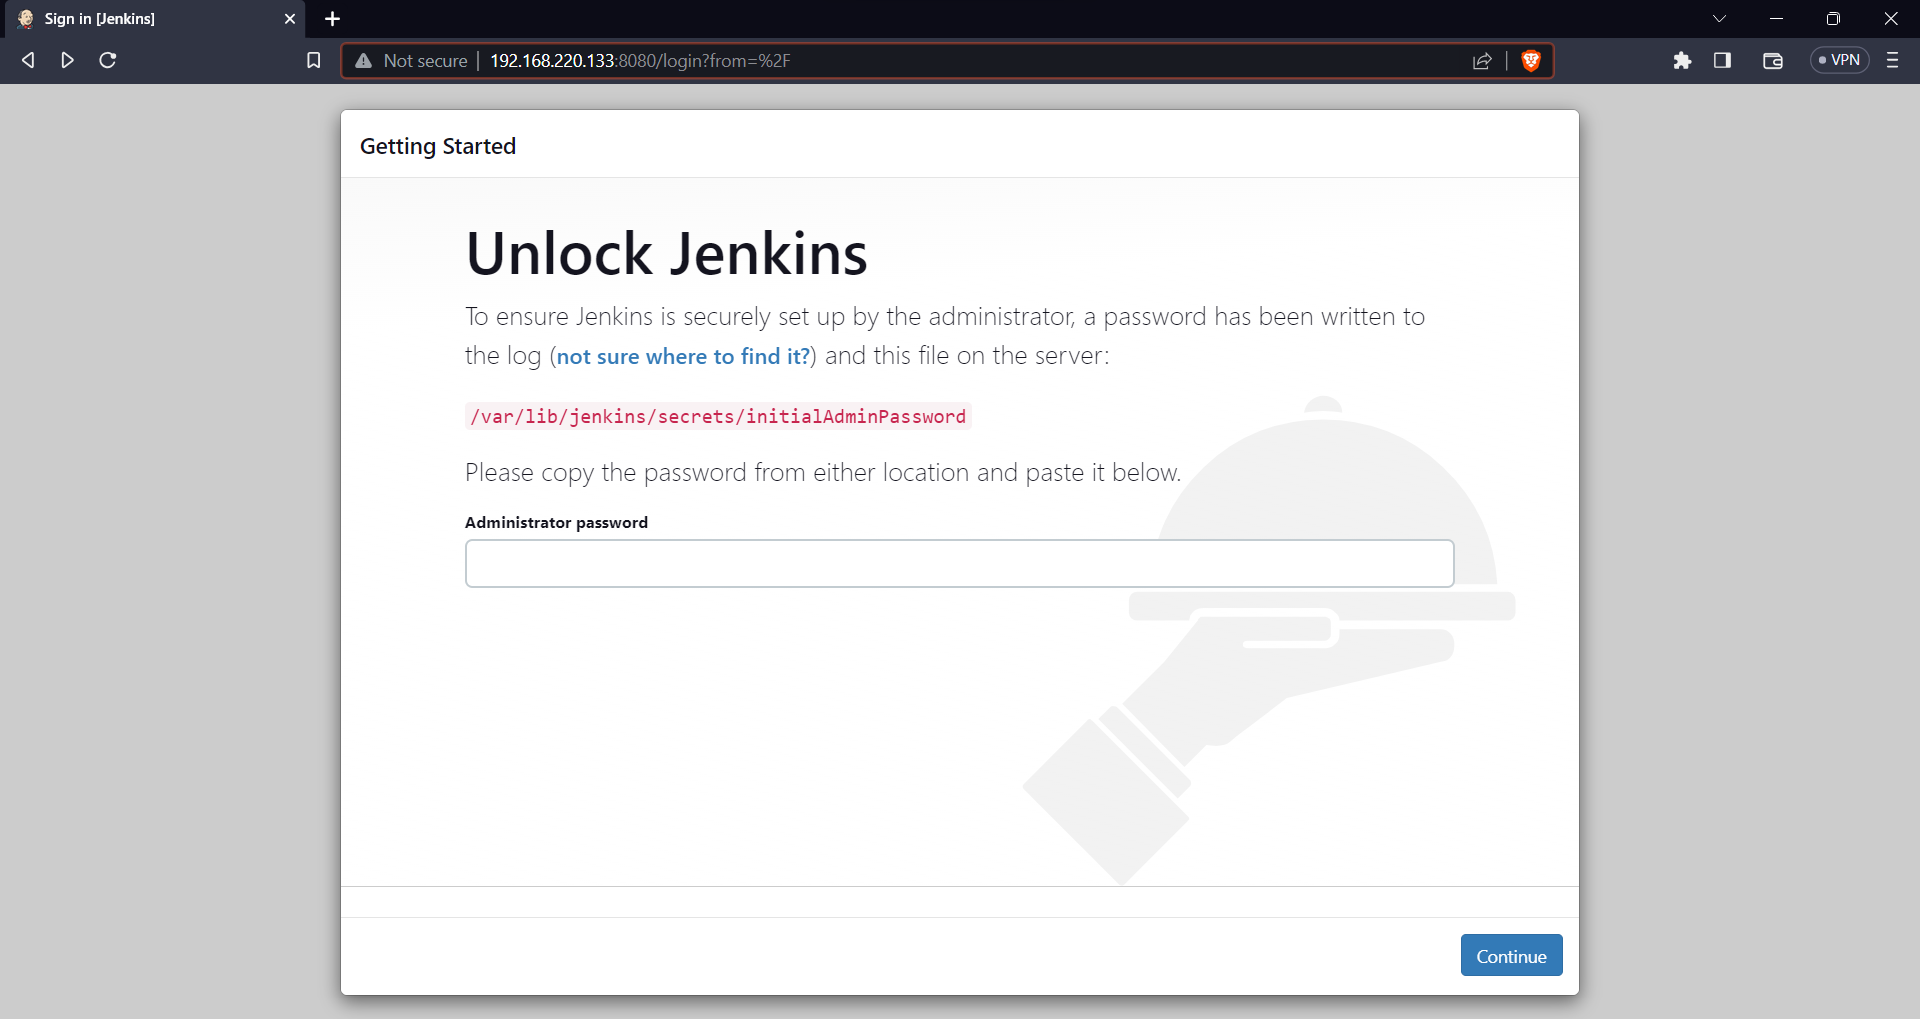 Sign in [Jenkins]
Not secure 192.168.220.133:8080/login?from=%2F
VPN
Getting Started
Unlock Jenkins
To ensure Jenkins is securely set up by the administrator, a password has been written to
the log (not sure where to find it?) and this file on the server:
/var/lib/jenkins/secrets/initialAdminPassword
Please copy the password from either location and paste it below.
Administrator password
Continue